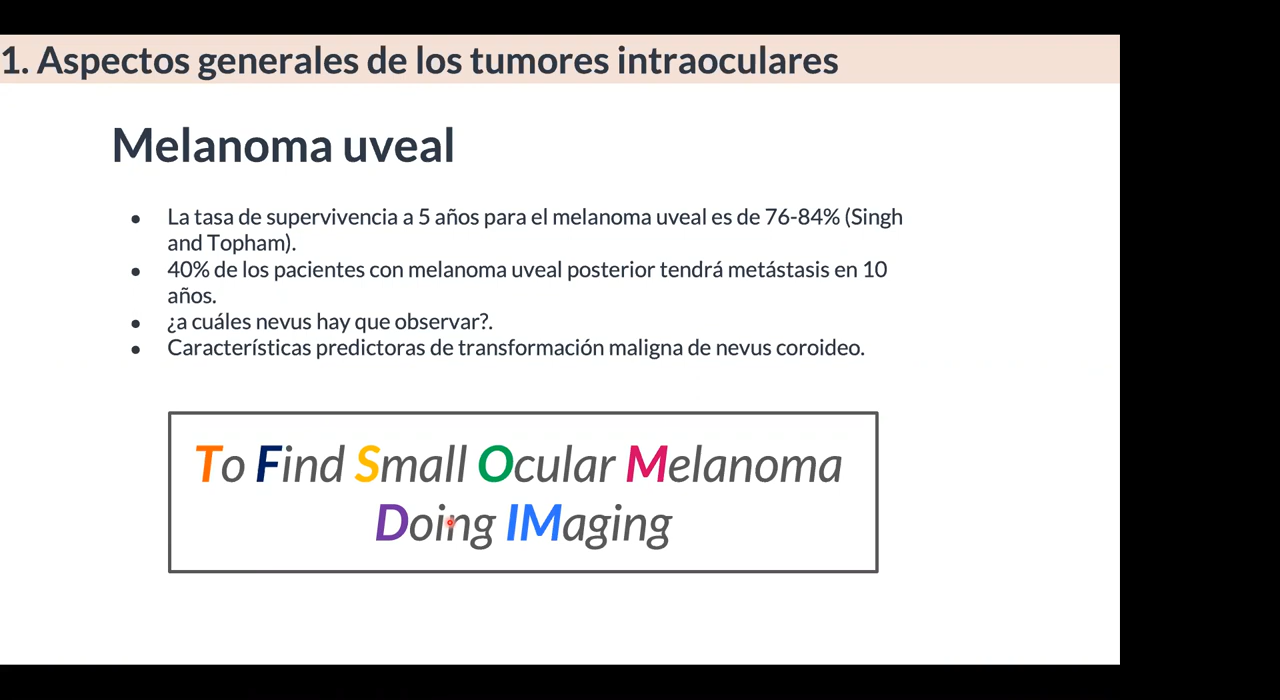 1. Aspectos generales de los tumores intraoculares
Melanoma uveal
● La tasa de supervivencia a 5 años para el melanoma uveal es de 76-84% (Singh
and Topham).
● 40% de los pacientes con melanoma uveal posterior tendrá metástasis en 10
años.
● ¿a cuáles nevus hay que observar?.
● Características predictoras de transformación maligna de nevus coroideo.
To Find Small Ocular Melanoma
Doing IMaging